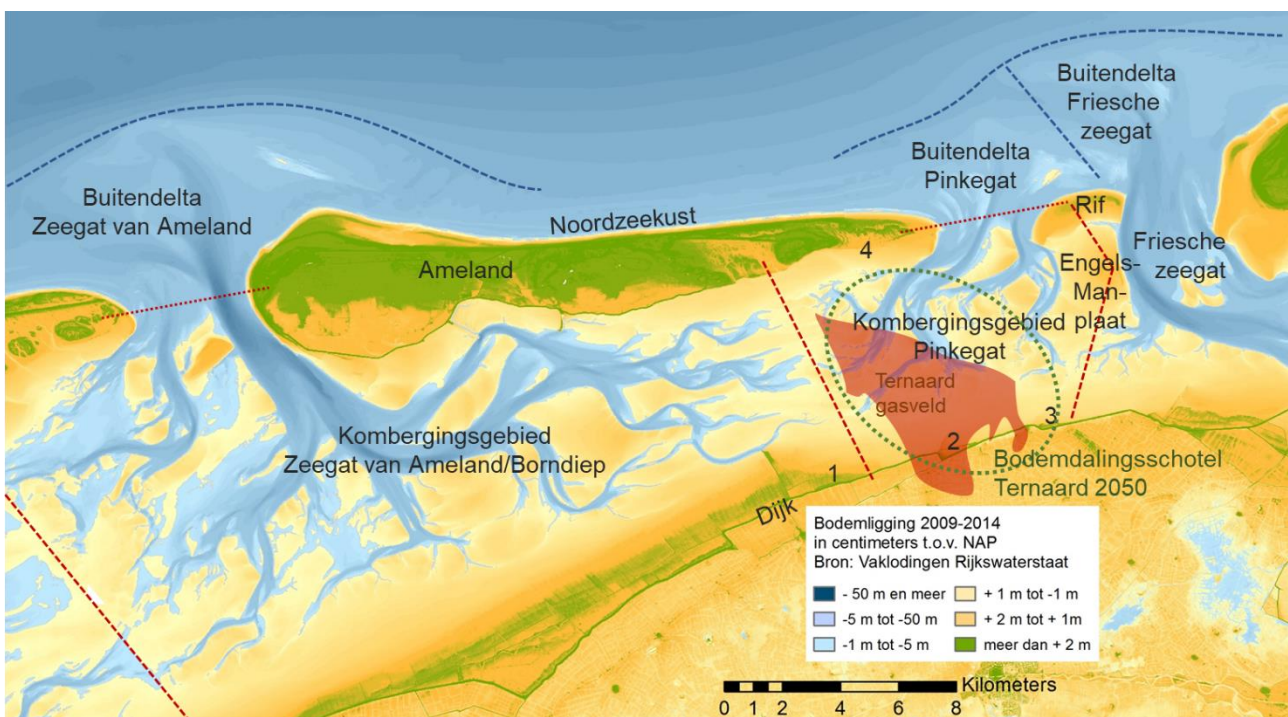 Buitendelta
Friesche
zeegat
Buitendelta
Pinkegat
Buitendelta
Zeegat van Ameland
Noordzeekust
Rif
Ameland
4
Friesche
zeegat
Engels-
Man-
plaat
Kombergingsgebied
Pinkegat
Ternaard
gasveld
Kombergingsgebied
Zeegat van Ameland/Borndiep
3
2
1
Bodemdalingsschotel
Ternaard 2050
Dijk
Bodemligging 2009-2014
in centimeters t.o.v. NAP
Bron: Vaklodingen Rijkswaterstaat
- 50 m en meer
-5 m tot -50 m
-1 m tot -5 m
+ 1 m tot -1 m
+ 2 m tot + 1m
meer dan + 2 m
Kilometers
0 1 2 4 6 8